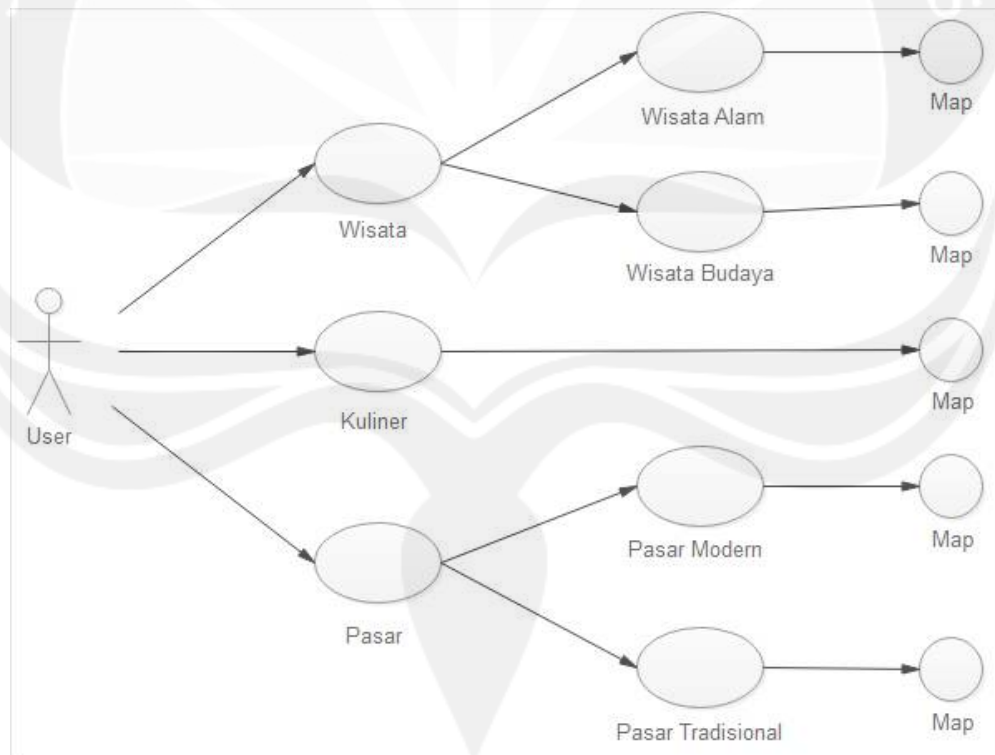 Map
Wisata Alam
Wisata
Map
Wisata Budaya
User
Kuliner
Map
Pasar Modern
Map
Pasar
Pasar Tradisional
Map